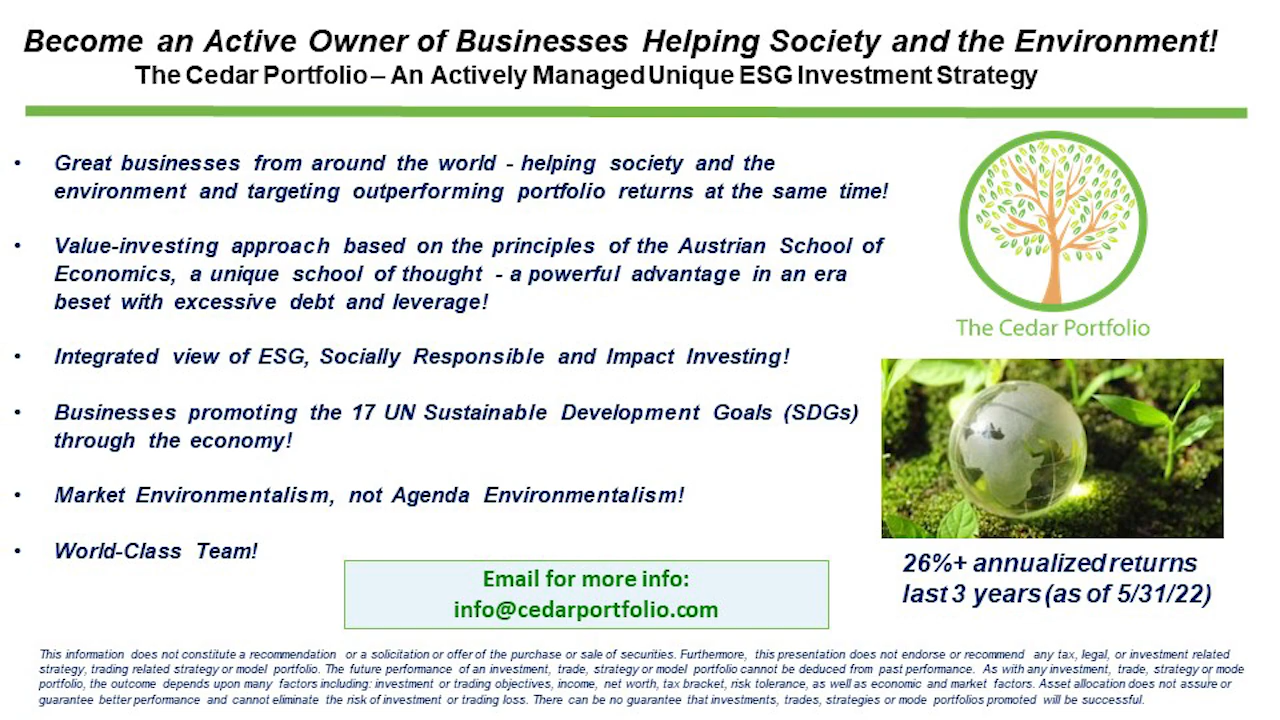 Become an Active Owner of Businesses Helping Society and the Environment!
The Cedar Portfolio – An Actively Managed Unique ESG Investment Strategy
• Great businesses from around the world - helping society and the
environment and targeting outperforming portfolio returns at the same time!
• Value-investing approach based on the principles of the Austrian School of
Economics, a unique school of thought - a powerful advantage in an era
beset with excessive debt and leverage!
• Integrated view of ESG, Socially Responsible and Impact Investing!
• Businesses promoting the 17 UN Sustainable Development Goals (SDGs)
through the economy!
• Market Environmentalism, not Agenda Environmentalism!
• World-Class Team!
The Cedar Portfolio
26%+ annualized returns
last 3 years (as of 5/31/22)
Email for more info:
info@cedarportfolio.com
This information does not constitute a recommendation or a solicitation or offer of the purchase or sale of securities. Furthermore, this presentation does not endorse or recommend any tax, legal, or investment related
strategy, trading related strategy or model portfolio. The future performance of an investment, trade, strategy or model portfolio cannot be deduced from past performance. As with any investment, trade, strategy or mode
portfolio, the outcome depends upon many factors including: investment or trading objectives, income, net worth, tax bracket, risk tolerance, as well as economic and market factors. Asset allocation does not assure or
guarantee better performance and cannot eliminate the risk of investment or trading loss. There can be no guarantee that investments, trades, strategies or mode portfolios promoted will be successful.